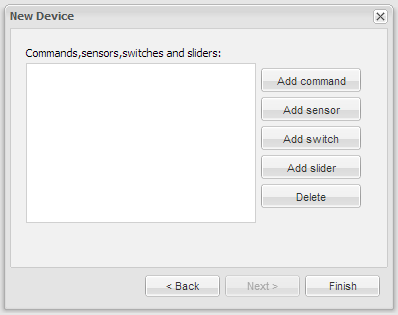 New Device
Commands,sensors,switches and sliders:
Add command
Add sensor
Add switch
Add slider
Delete
< Back
Next >
Finish